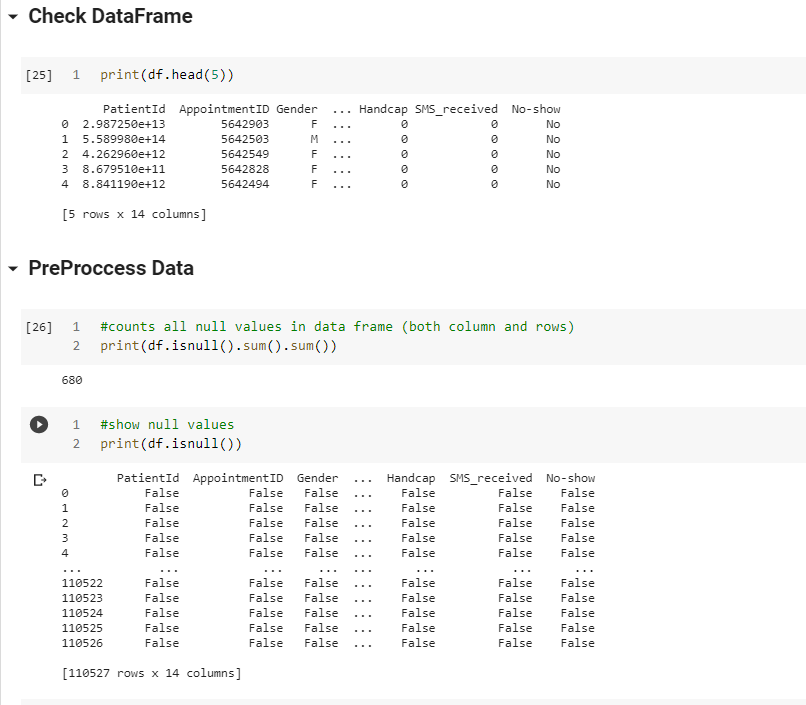 Check DataFrame
[25] 1 print(df.head(5))
PatientId AppointmentID Gender ... Handcap SMS_received No-show
0 2.987250e+13 5642903 F ... 0 0 No
1 5.589980e+14 5642503 M ... 0 0 No
2 4.262960e+12 5642549 F ... 0 0 No
3 8.679510e+11 5642828 F ... 0 0 No
4 8.841190e+12 5642494 F ... 0 0 No
[5 rows x 14 columns]
PreProccess Data
[26] 1 #counts all null values in data frame (both column and rows)
2 print(df.isnull().sum().sum())
680
1 #show null values
2 print(df.isnull())
PatientId AppointmentID Gender ... Handcap SMS_received No-show
0 False False False ... False False False
1 False False False ... False False False
2 False False False ... False False False
3 False False False ... False False False
4 False False False ... False False False
... ... ... ... ... ... ... ...
110522 False False False ... False False False
110523 False False False ... False False False
110524 False False False ... False False False
110525 False False False ... False False False
110526 False False False ... False False False
[110527 rows x 14 columns]